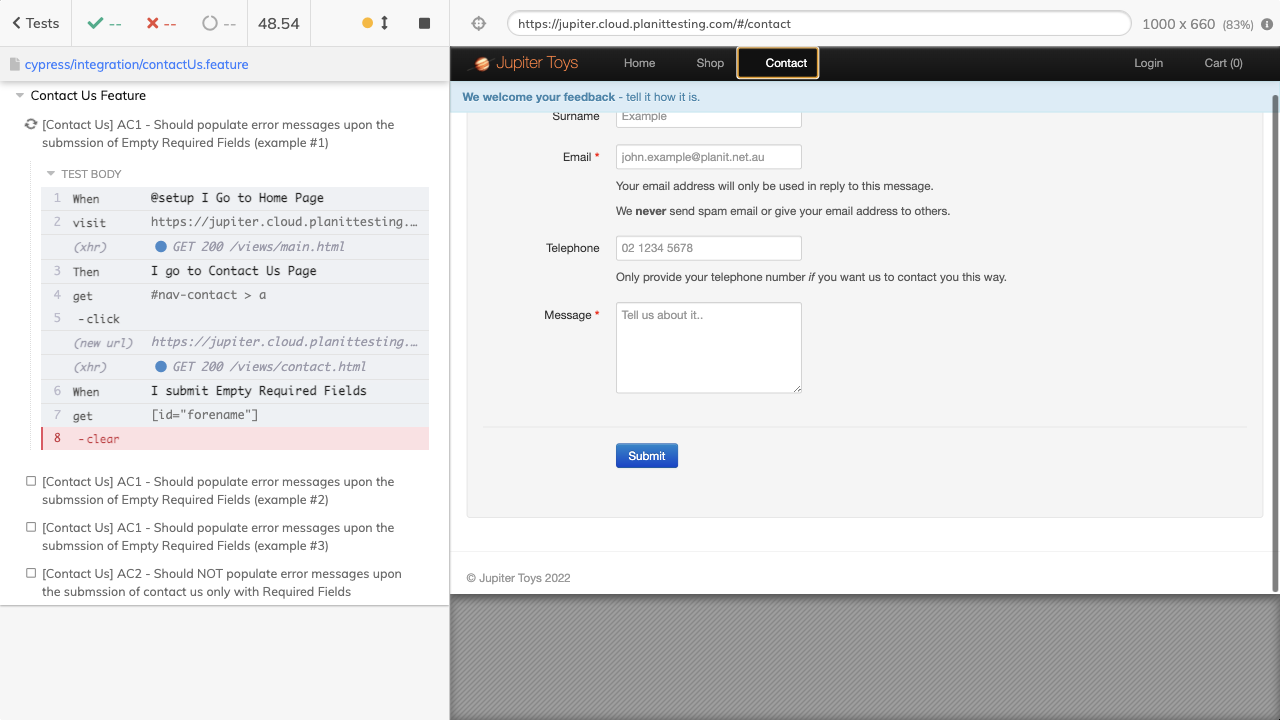 Tests
--
--
--
48.54
https://jupiter.cloud.planittesting.com/#/contact
1000 x 660 (83%)
cypress/integration/contactUs.feature
Contact Us Feature
[Contact Us] AC1 - Should populate error messages upon the
submssion of Empty Required Fields (example #1)
TEST BODY
1 When @setup I Go to Home Page
2 visit https://jupiter.cloud.planittesting....
(xhr) GET 200 /views/main.html
3 Then I go to Contact Us Page
4 get #nav-contact > a
5 -click
(new url) https://jupiter.cloud.planittesting....
(xhr) GET 200 /views/contact.html
6 When I submit Empty Required Fields
7 get [id="forename"]
8 -clear
[Contact Us] AC1 - Should populate error messages upon the
submssion of Empty Required Fields (example #2)
[Contact Us] AC1 - Should populate error messages upon the
submssion of Empty Required Fields (example #3)
[Contact Us] AC2 - Should NOT populate error messages upon
the submssion of contact us only with Required Fields
Jupiter Toys
Home
Shop
Contact
Login
Cart (0)
We welcome your feedback - tell it how it is.
Surname Example
Email * john.example@planit.net.au
Your email address will only be used in reply to this message.
We never send spam email or give your email address to others.
Telephone 02 1234 5678
Only provide your telephone number if you want us to contact you this way.
Message * Tell us about it..
Submit
© Jupiter Toys 2022